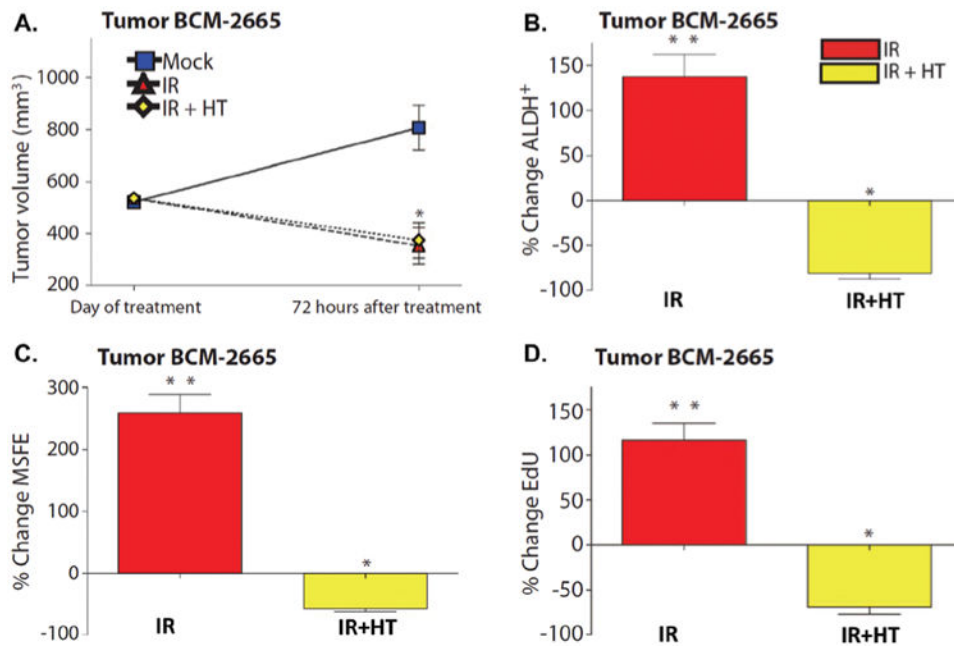 A.
Tumor BCM-2665
Mock
IR
IR + HT
Tumor volume (mm³)
1000
800
600
400
200
*
Day of treatment
72 hours after treatment
B.
Tumor BCM-2665
IR
IR + HT
% Change ALDH⁺
150
100
50
0
-50
-100
* *
*
IR
IR+HT
C.
Tumor BCM-2665
% Change MSFE
300
200
100
0
-100
* *
*
IR
IR+HT
D.
Tumor BCM-2665
% Change EdU
150
100
50
0
-50
-100
* *
*
IR
IR+HT